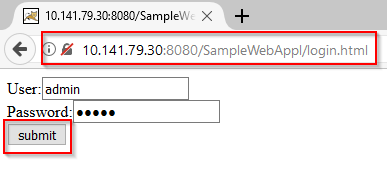 10.141.79.30:8080/SampleWe
10.141.79.30:8080/SampleWebAppl/login.html
User: admin
Password: ●●●●●
submit